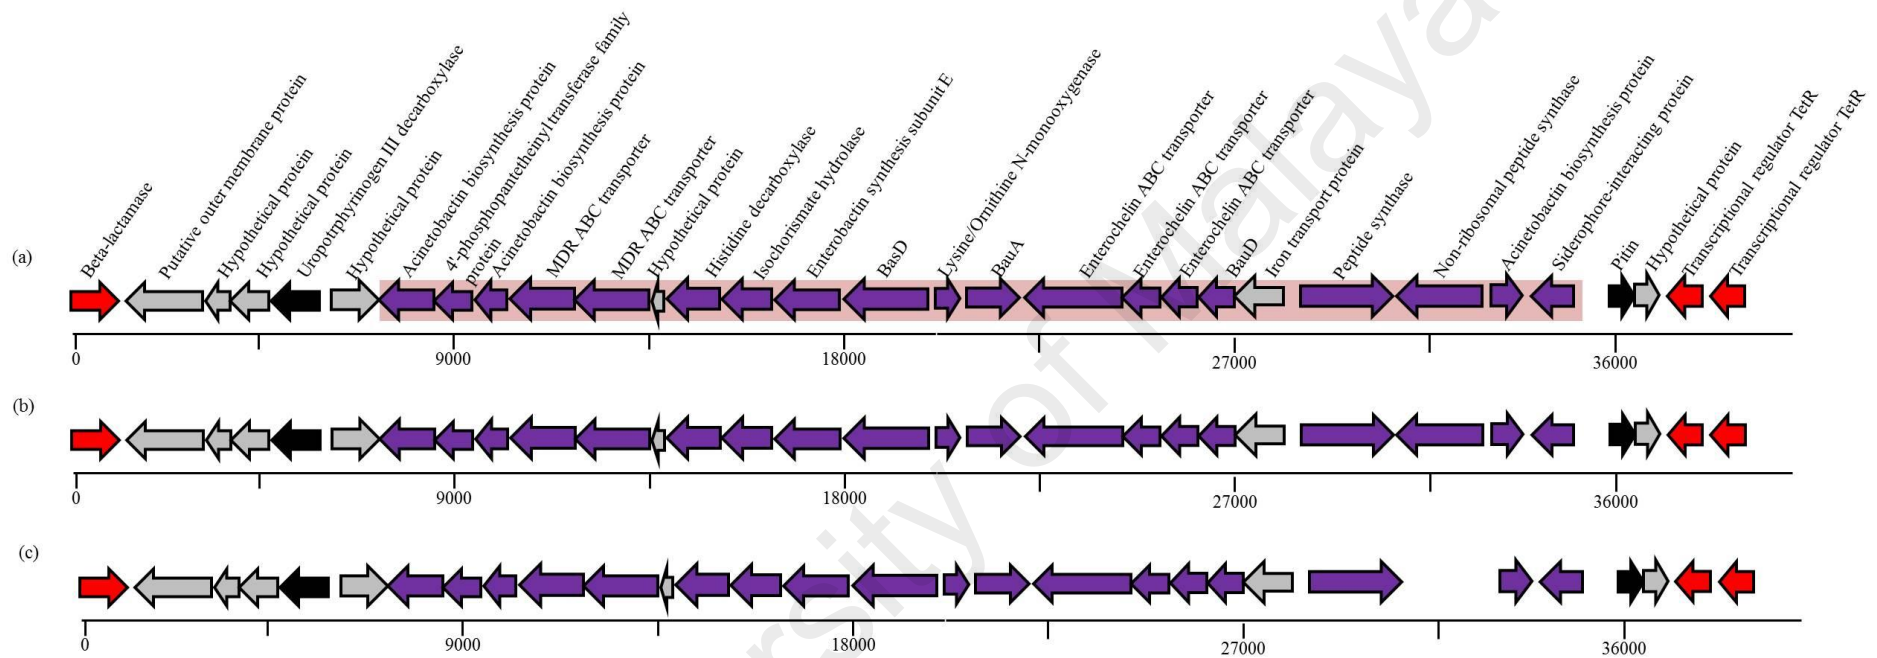 Beta-lactamase
Putative outer membrane protein
Hypothetical protein
Hypothetical protein
Uropotrphyrinogen III decarboxylase
Hypothetical protein
Acinetobactin biosynthesis protein
4-phosphopantetheinyl transferase family
protein
Acinetobactin biosynthesis protein
MDR ABC transporter
MDR ABC transporter
Hypothetical protein
Histidine decarboxylase
Isochorismate hydrolase
Enterobactin synthesis subunit E
BasD
Lysine/Ornithine N-monooxygenase
BauA
Enterochelin ABC transporter
Enterochelin ABC transporter
Enterochelin ABC transporter
BauD
Iron transport protein
Peptide synthase
Non-ribosomal peptide synthase
Acinetobactin biosynthesis protein
Siderophore-interacting protein
Pitin
Hypothetical protein
Transcriptional regulator TetR
Transcriptional regulator TetR
(a)
0 9000 18000 27000 36000
(b)
0 9000 18000 27000 36000
(c)
0 9000 18000 27000 36000
rsity of Malaya